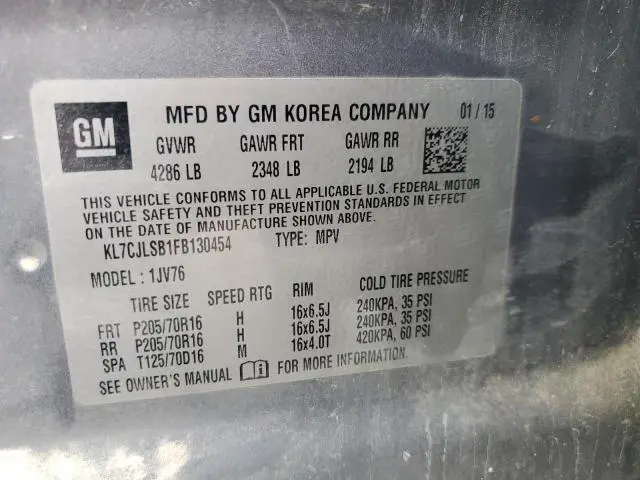 GM
MFD BY GM KOREA COMPANY 01 / 15
GVWR GAWR FRT GAWR RR
4286 LB 2348 LB 2194 LB
THIS VEHICLE CONFORMS TO ALL APPLICABLE U.S. FEDERAL MOTOR
VEHICLE SAFETY AND THEFT PREVENTION STANDARDS IN EFFECT
ON THE DATE OF MANUFACTURE SHOWN ABOVE.
KL7CJLSB1FB130454 TYPE: MPV
MODEL : 1JV76
TIRE SIZE SPEED RTG RIM COLD TIRE PRESSURE
FRT P205/70R16 H 16x6.5J 240KPA, 35 PSI
RR P205/70R16 H 16x6.5J 240KPA, 35 PSI
SPA T125/70D16 M 16x4.0T 420KPA, 60 PSI
SEE OWNER'S MANUAL FOR MORE INFORMATION.